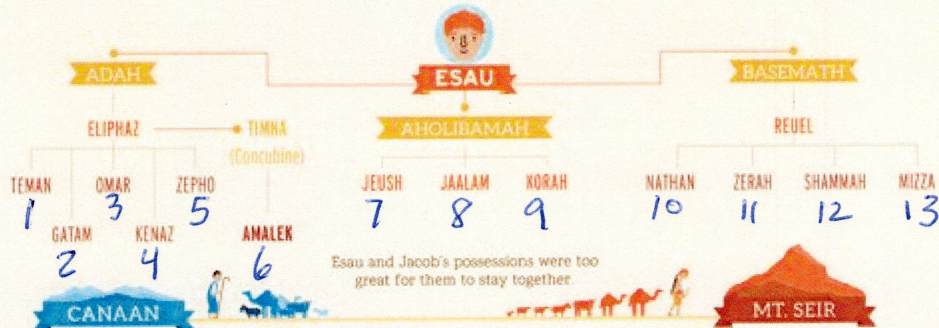 ESAU
ADAH
BASEMATH
ELIPHAZ
TIMNA
(Concubine)
AHOLIBAMAH
REUEL
TEMAN
OMAR
ZEPHO
JEUSH
JAALAM
KORAH
NATHAN
ZERAH
SHAMMAH
MIZZA
1
3
5
7
8
9
10
11
12
13
GATAM
KENAZ
AMALEK
2
4
6
Esau and Jacob's possessions were too
great for them to stay together
CANAAN
MT. SEIR